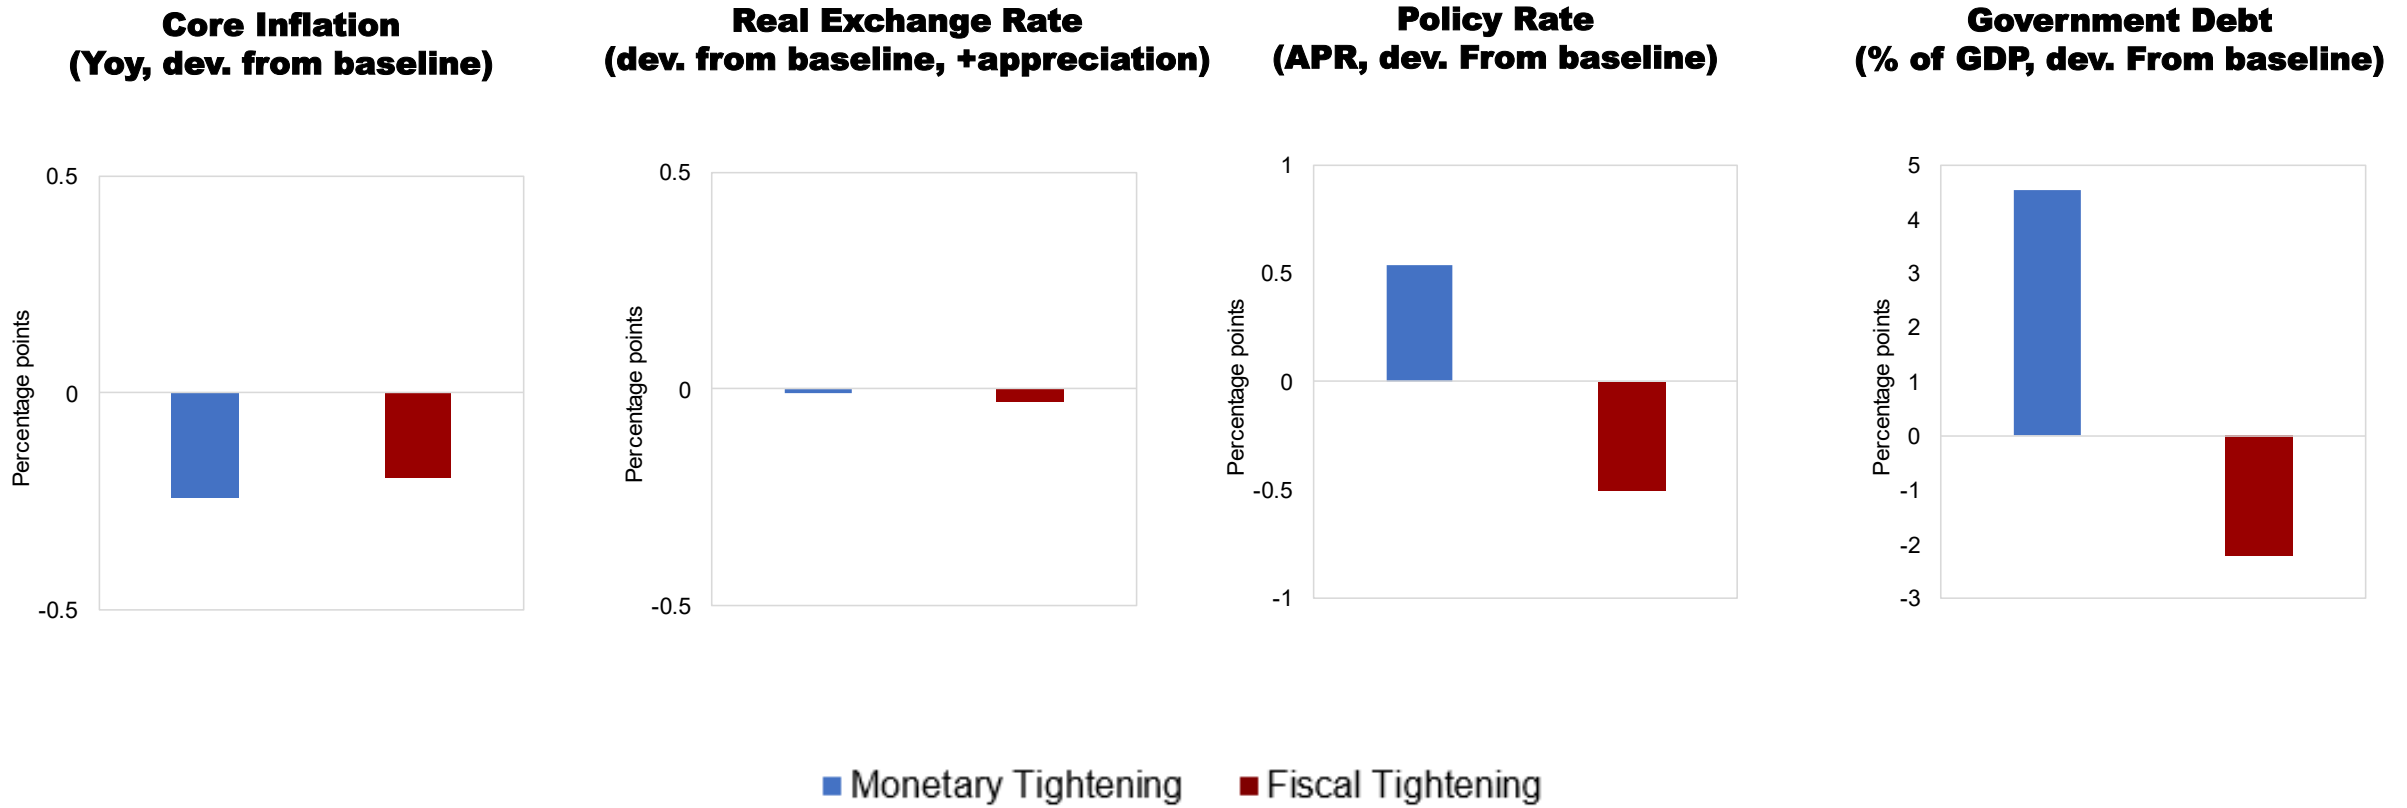 Core Inflation
(Yoy, dev. from baseline)
0.5
0
-0.5
Percentage points
Real Exchange Rate
(dev. from baseline, +appreciation)
0.5
0
-0.5
Percentage points
Policy Rate
(APR, dev. From baseline)
1
0.5
0
-0.5
-1
Percentage points
Government Debt
(% of GDP, dev. From baseline)
5
4
3
2
1
0
-1
-2
-3
Percentage points
Monetary Tightening
Fiscal Tightening